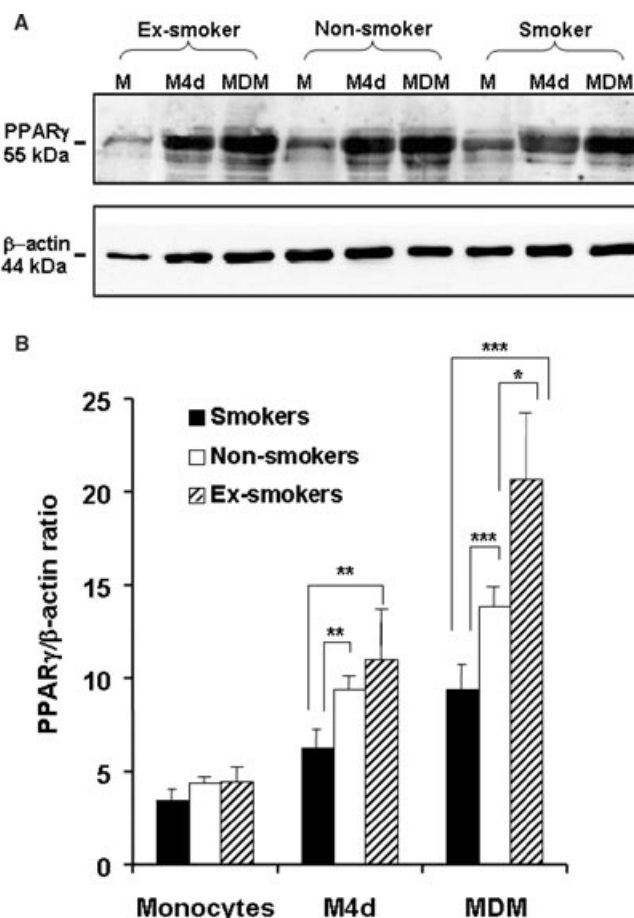 A
Ex-smoker Non-smoker Smoker
M M4d MDM M M4d MDM M M4d MDM
PPARγ
55 kDa
β–actin
44 kDa
B
***
*
25
Smokers
Non-smokers
Ex-smokers
20
***
15
**
**
10
5
0
PPARγ/β-actin ratio
Monocytes M4d MDM